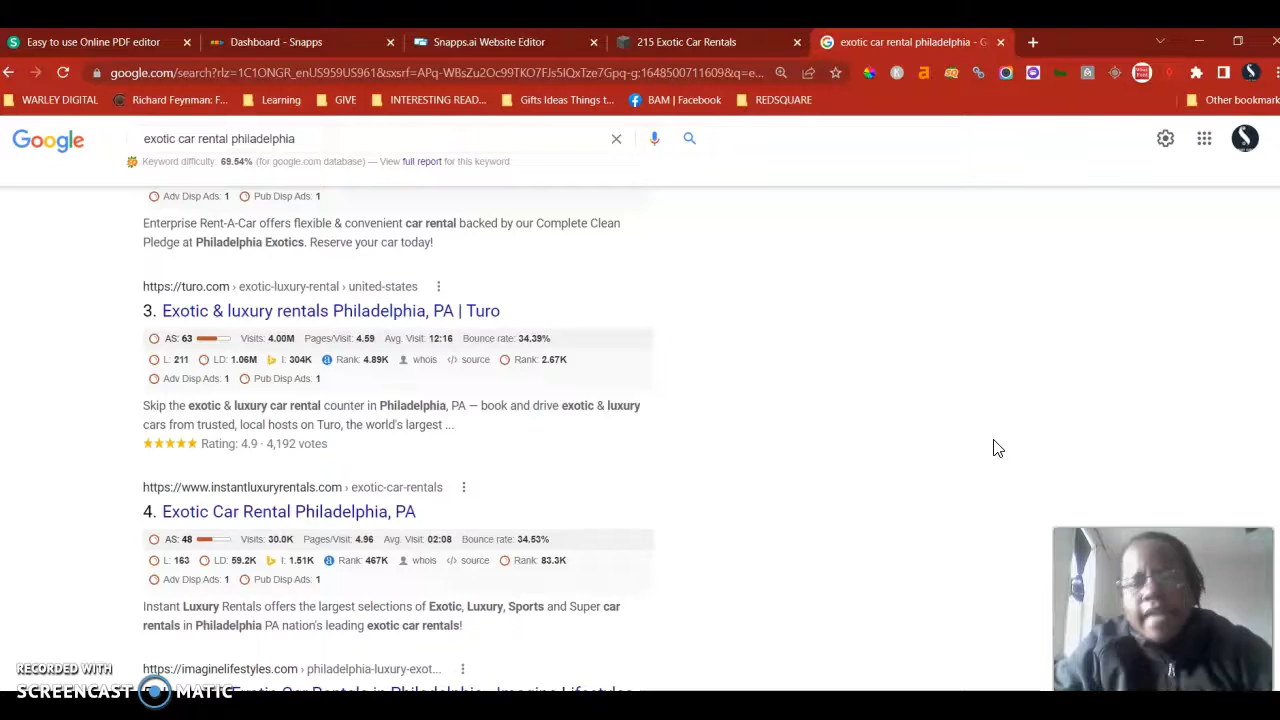 Easy to use Online PDF editor
Dashboard - Snapps
Snapps.ai Website Editor
215 Exotic Car Rentals
exotic car rental philadelphia - G
google.com/search?rlz=1C1ONGR_enUS959US961&sxsrf=APq-WBsZu2Oc99TKO7FJs5IQxTze7Gpq-g:1648500711609&q=e...
WARLEY DIGITAL
Richard Feynman: F...
Learning
GIVE
INTERESTING READ...
Gifts Ideas Things t...
BAM | Facebook
REDSQUARE
Other bookmark
Google
exotic car rental philadelphia
Keyword difficulty: 69.54% (for google.com database) — View full report for this keyword
Adv Disp Ads: 1 Pub Disp Ads: 1
Enterprise Rent-A-Car offers flexible & convenient car rental backed by our Complete Clean
Pledge at Philadelphia Exotics. Reserve your car today!
https://turo.com › exotic-luxury-rental › united-states
3. Exotic & luxury rentals Philadelphia, PA | Turo
AS: 63 Visits: 4.00M Pages/Visit: 4.59 Avg. Visit: 12:16 Bounce rate: 34.39%
L: 211 LD: 1.06M I: 304K Rank: 4.89K whois </> source Rank: 2.67K
Adv Disp Ads: 1 Pub Disp Ads: 1
Skip the exotic & luxury car rental counter in Philadelphia, PA — book and drive exotic & luxury
cars from trusted, local hosts on Turo, the world's largest ...
Rating: 4.9 · 4,192 votes
https://www.instantluxuryrentals.com › exotic-car-rentals
4. Exotic Car Rental Philadelphia, PA
AS: 48 Visits: 30.0K Pages/Visit: 4.96 Avg. Visit: 02:08 Bounce rate: 34.53%
L: 163 LD: 59.2K I: 1.51K Rank: 467K whois </> source Rank: 83.3K
Adv Disp Ads: 1 Pub Disp Ads: 1
Instant Luxury Rentals offers the largest selections of Exotic, Luxury, Sports and Super car
rentals in Philadelphia PA nation's leading exotic car rentals!
https://imaginelifestyles.com › philadelphia-luxury-exot...
Exotic Car Rentals in Philadelphia - Imagine Lifestyles
RECORDED WITH
SCREENCAST MATIC